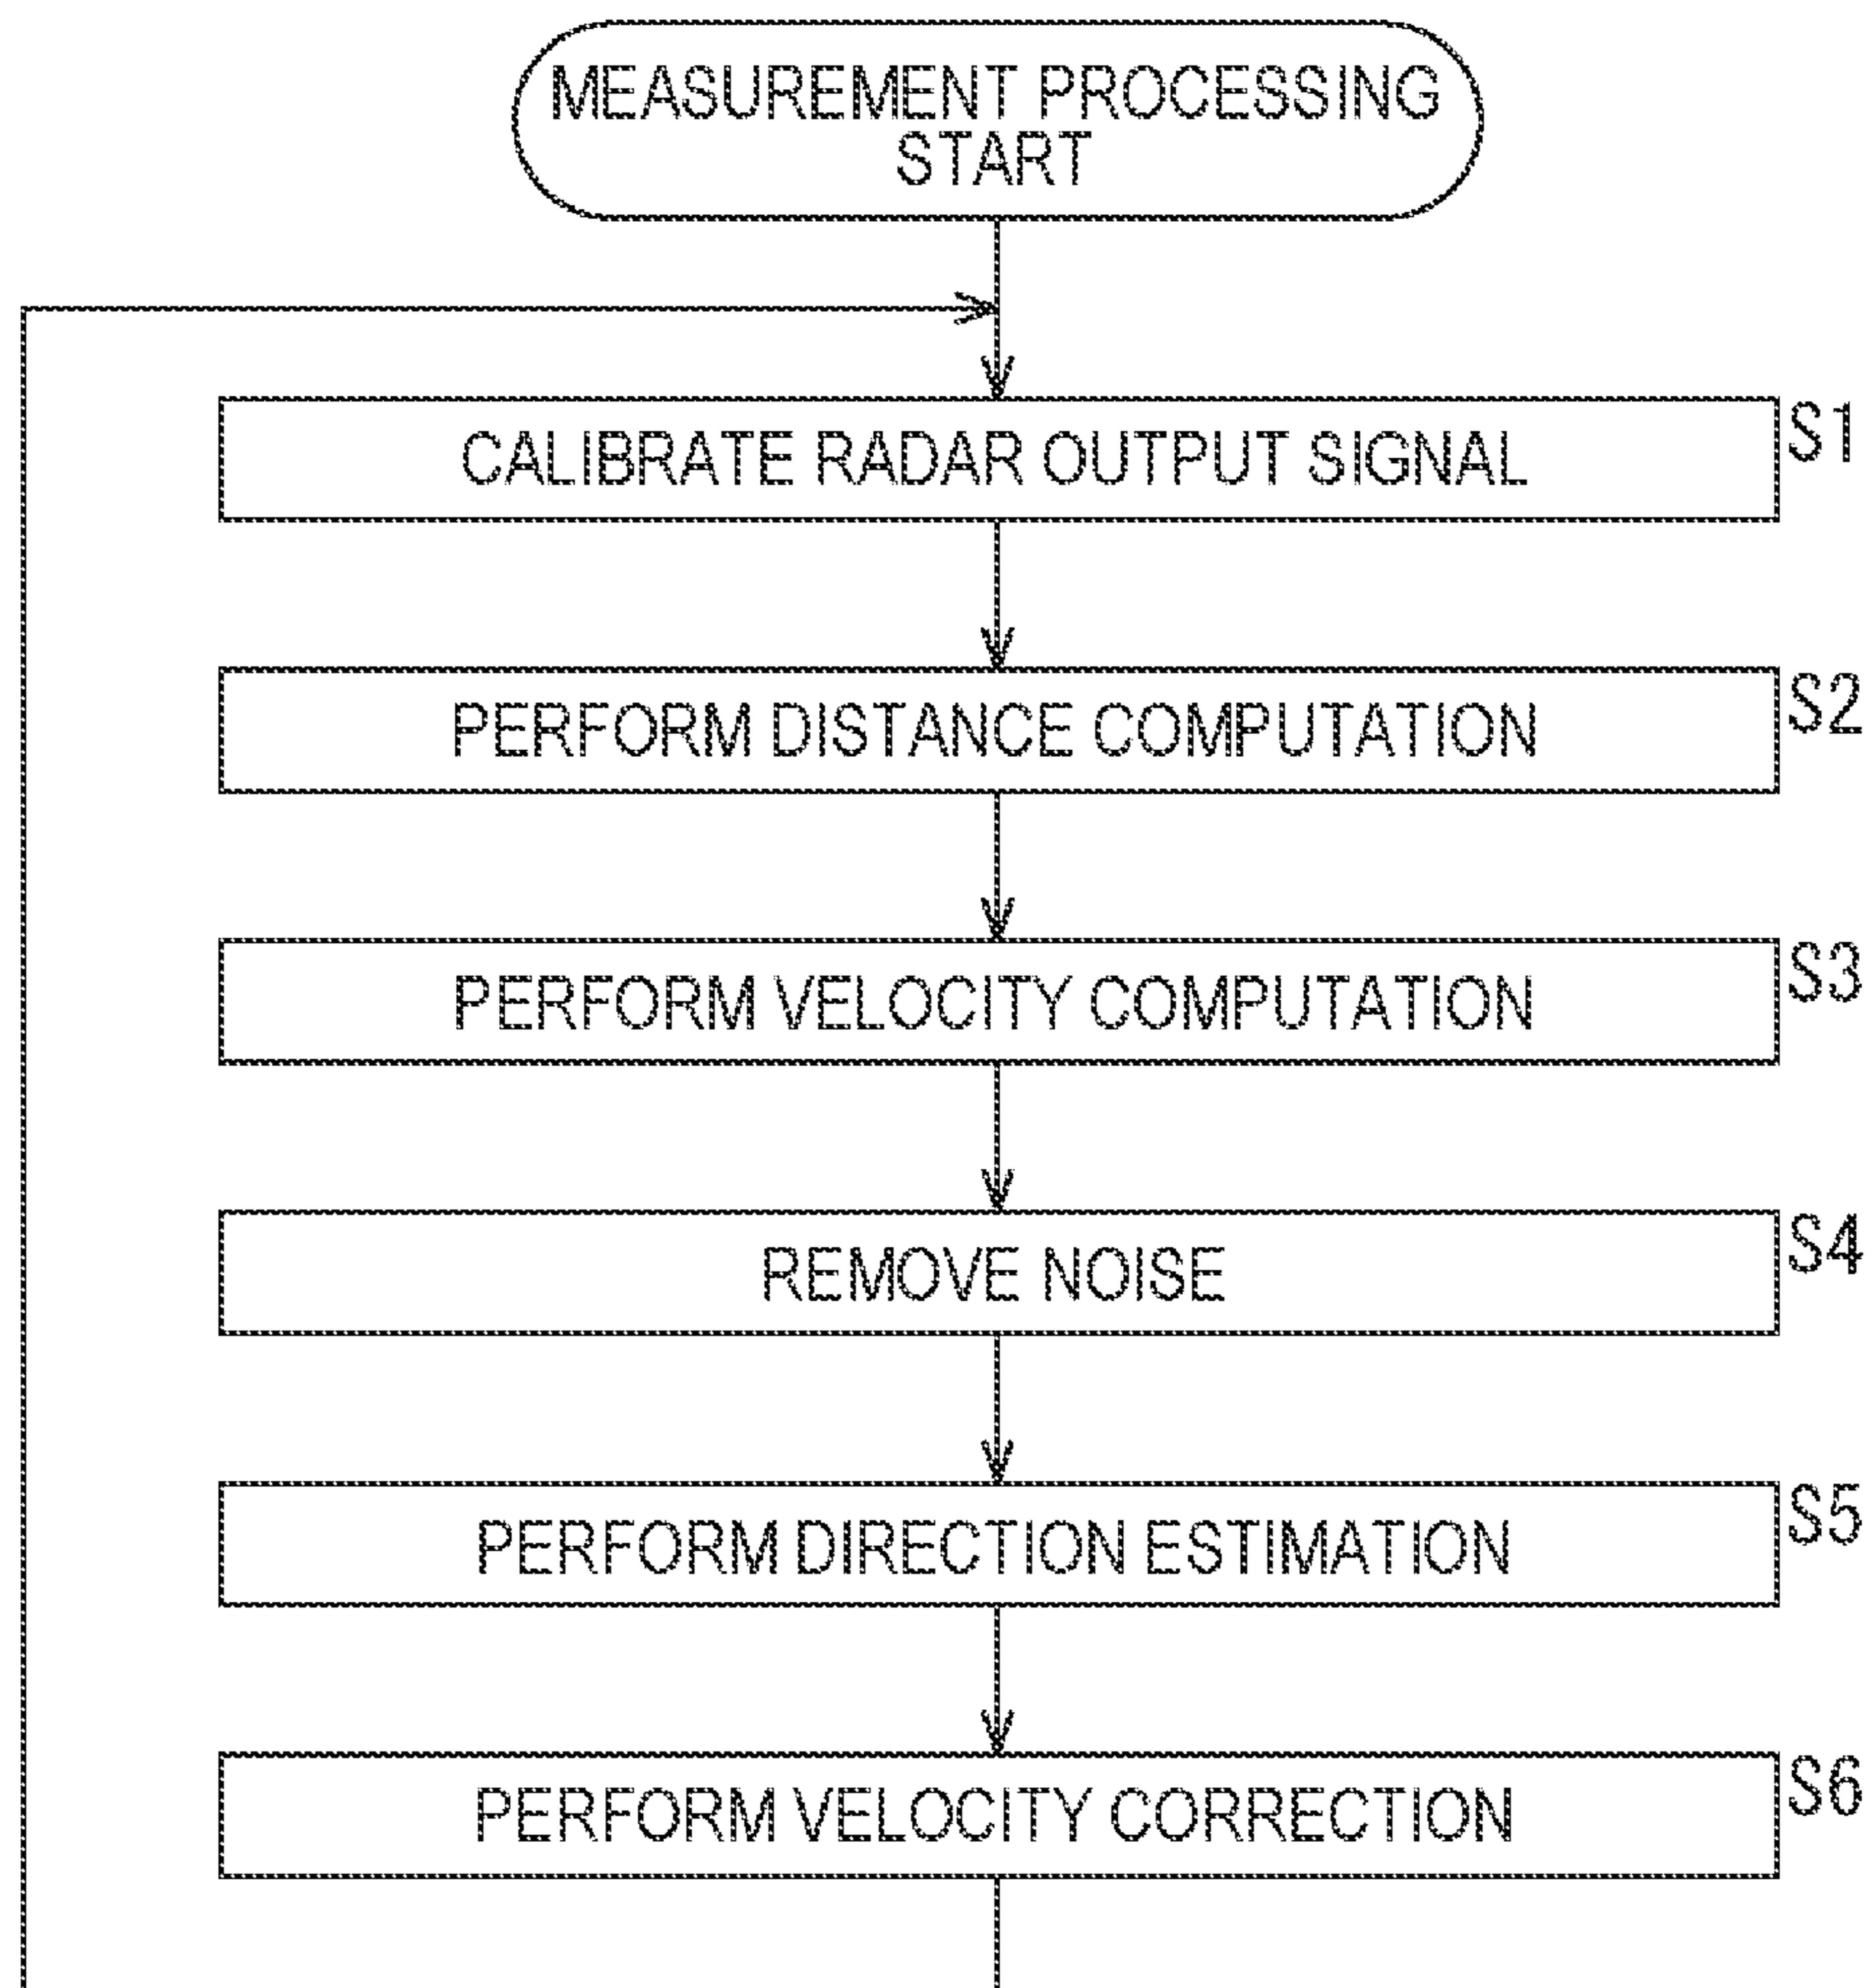 MEASUREMENT PROCESSING
START
CALIBRATE RADAR OUTPUT SIGNAL
S1
PERFORM DISTANCE COMPUTATION
S2
PERFORM VELOCITY COMPUTATION
S3
REMOVE NOISE
S4
PERFORM DIRECTION ESTIMATION
S5
PERFORM VELOCITY CORRECTION
S6